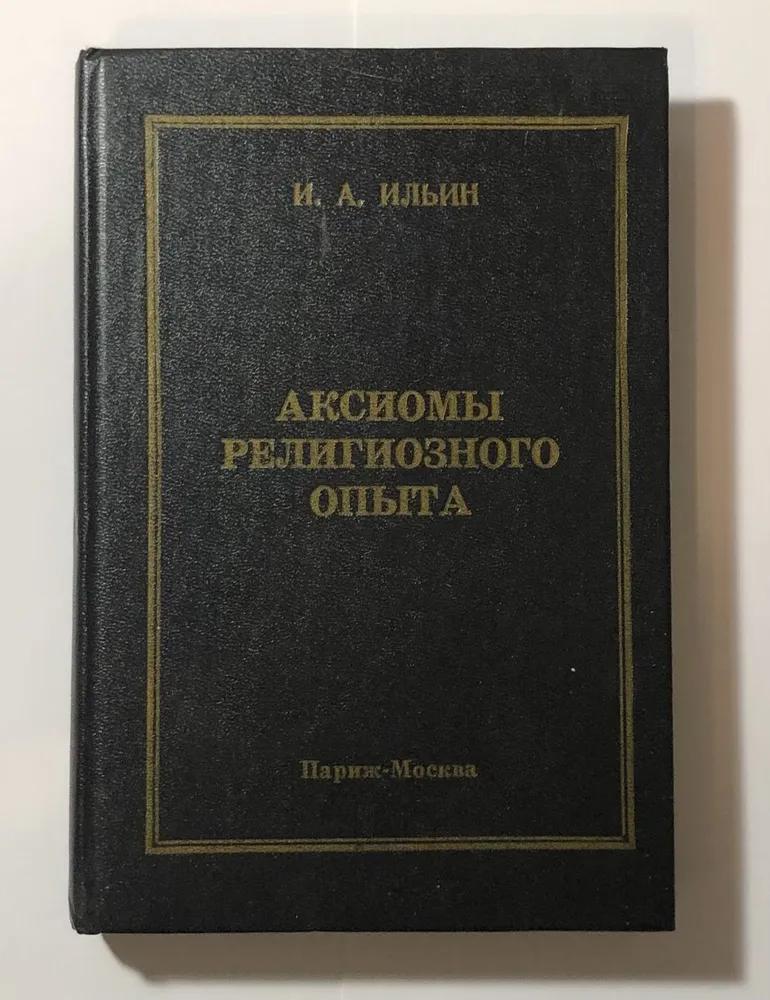 И. А. ИЛЬИН
АКСИОМЫ
РЕЛИГИОЗНОГО
ОПЫТА
Париж-Москва